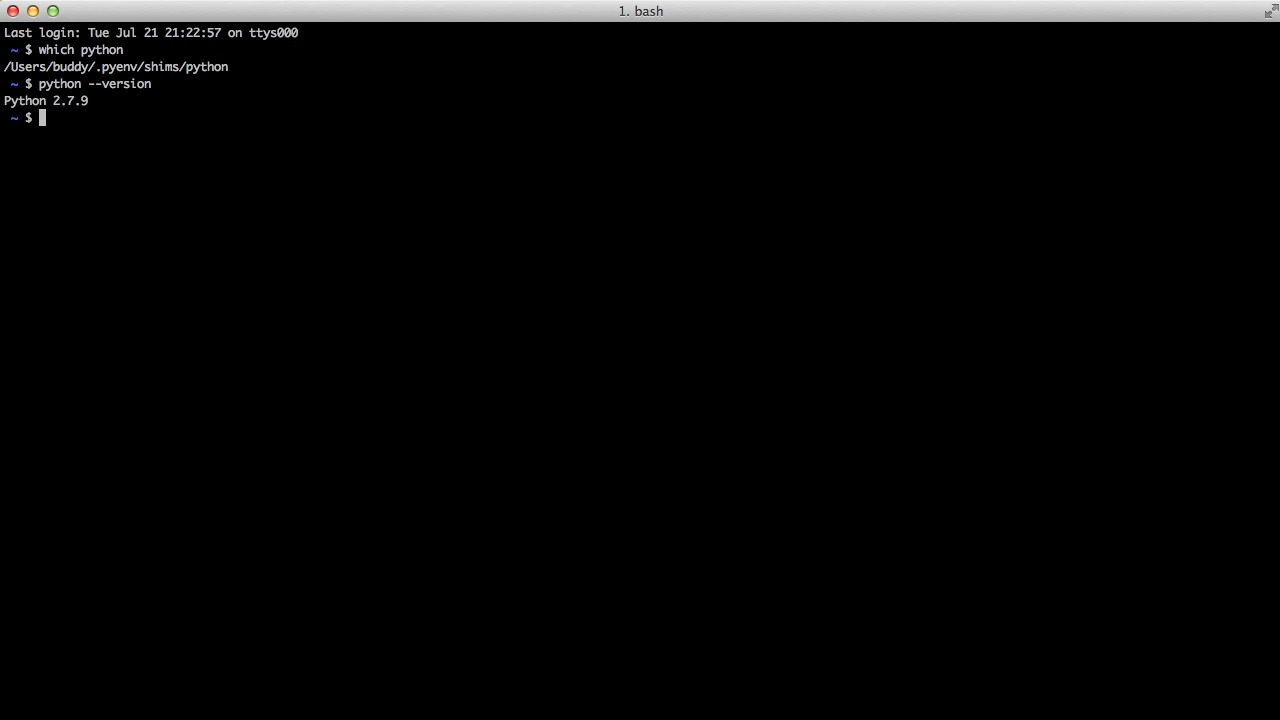 1. bash
Last login: Tue Jul 21 21:22:57 on ttys000
~ $ which python
/Users/buddy/.pyenv/shims/python
~ $ python --version
Python 2.7.9
~ $